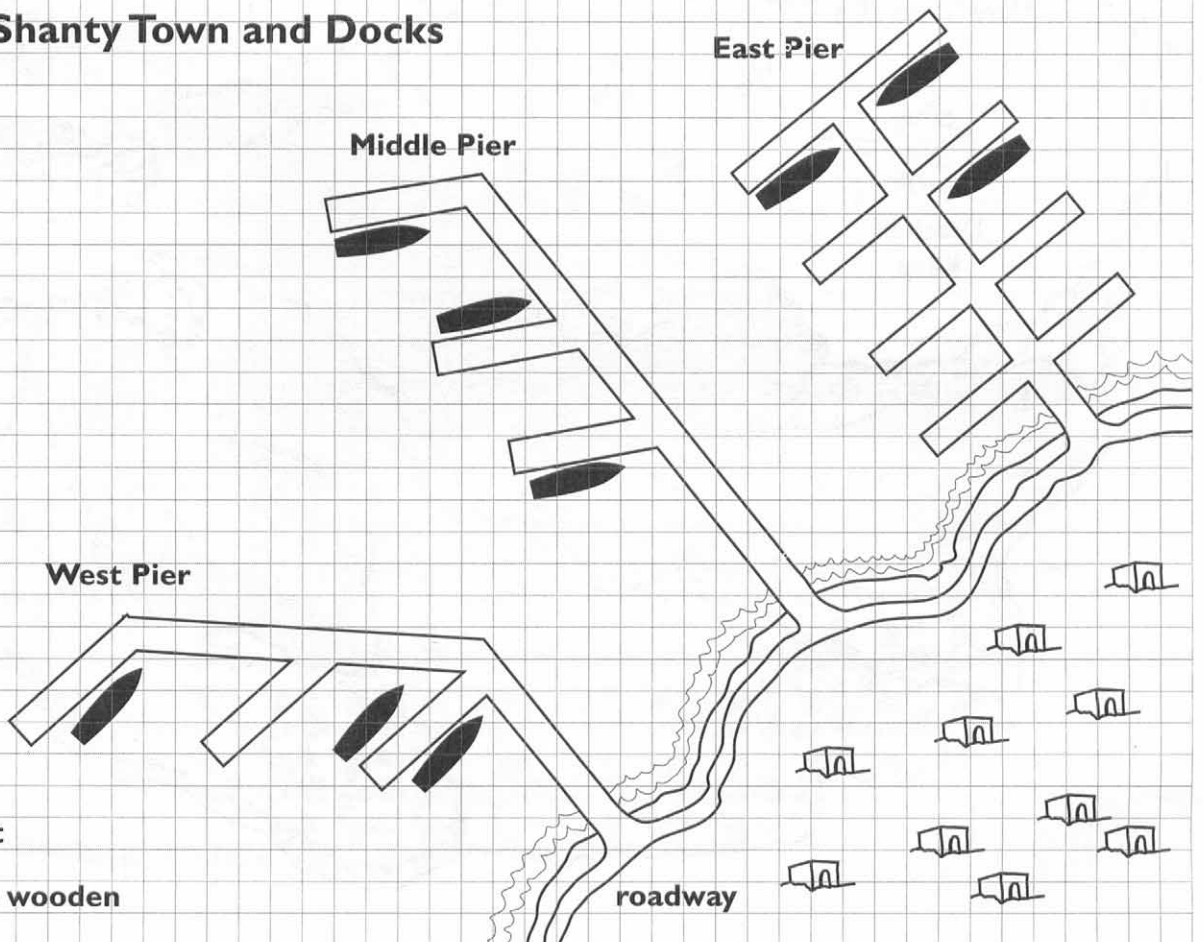 Shanty Town and Docks
East Pier
Middle Pier
West Pier
wooden
roadway